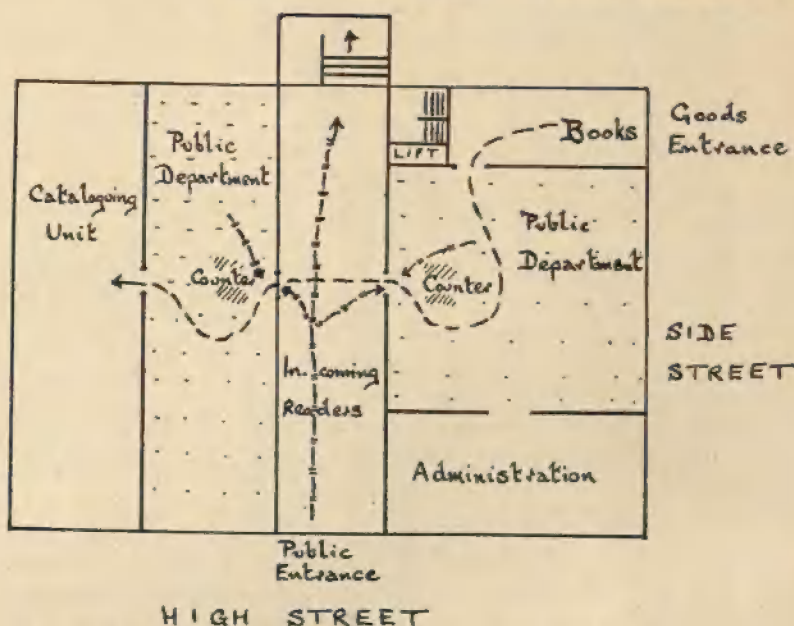 Public
Department
Cataloguing
Unit
Counter
In. coming
Readers
LIFT
Books
Goods
Entrance
Public
Department
Counter
SIDE
STREET
Administration
Public
Entrance
HIGH STREET